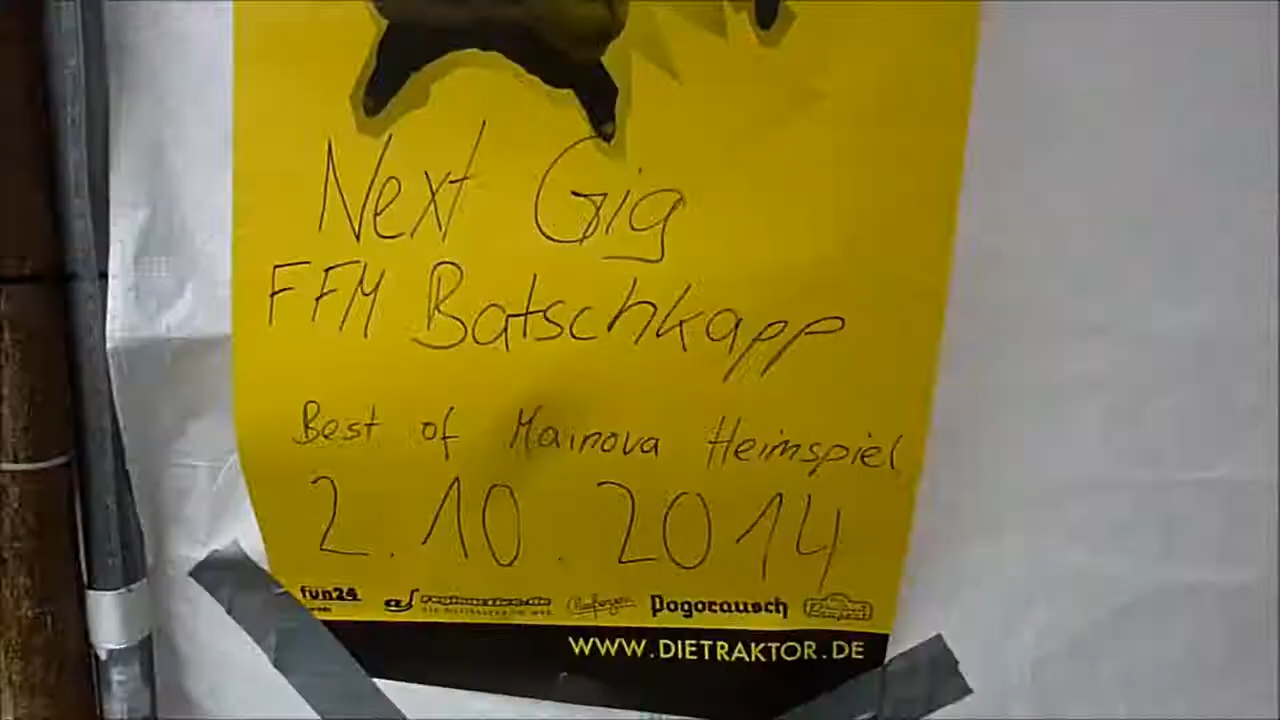 Next Gig
FFM Batschkapp
Best of Mainova Heimspiel
2.10.2014
fun24
Pogorausch
WWW.DIETRAKTOR.DE